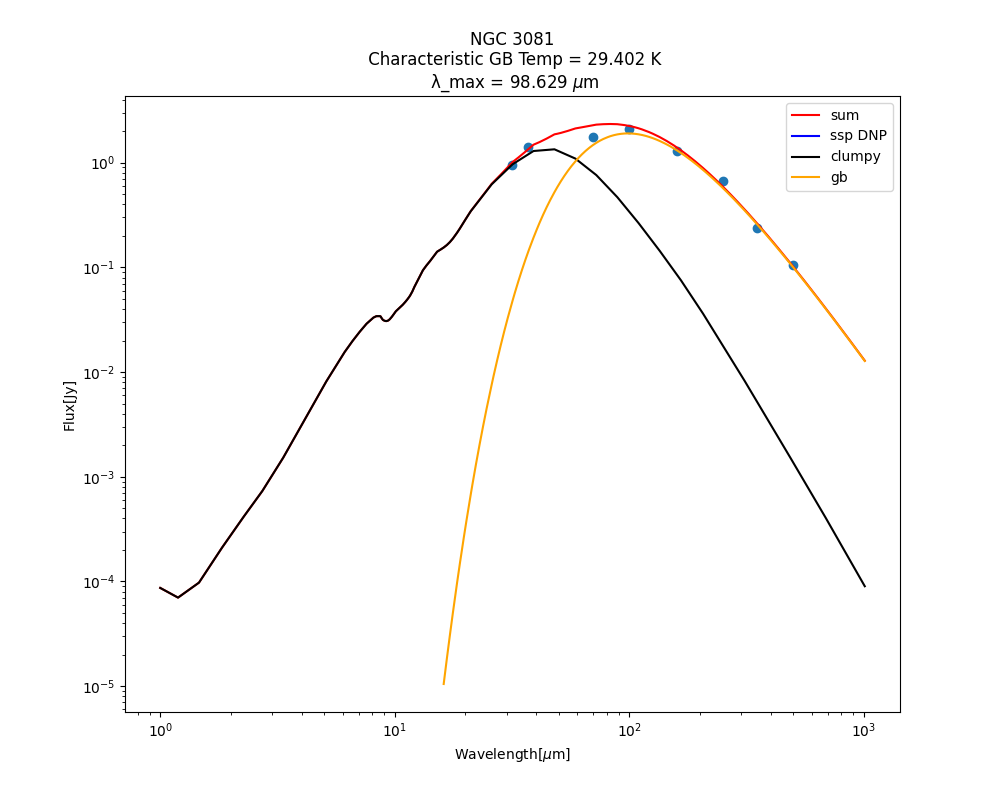 NGC 3081
Characteristic GB Temp = 29.402 K
λ_max = 98.629 μm
sum
ssp DNP
clumpy
gb
Flux[Jy]
10⁰
10⁻¹
10⁻²
10⁻³
10⁻⁴
10⁻⁵
10⁰ 10¹ 10² 10³
Wavelength[μm]